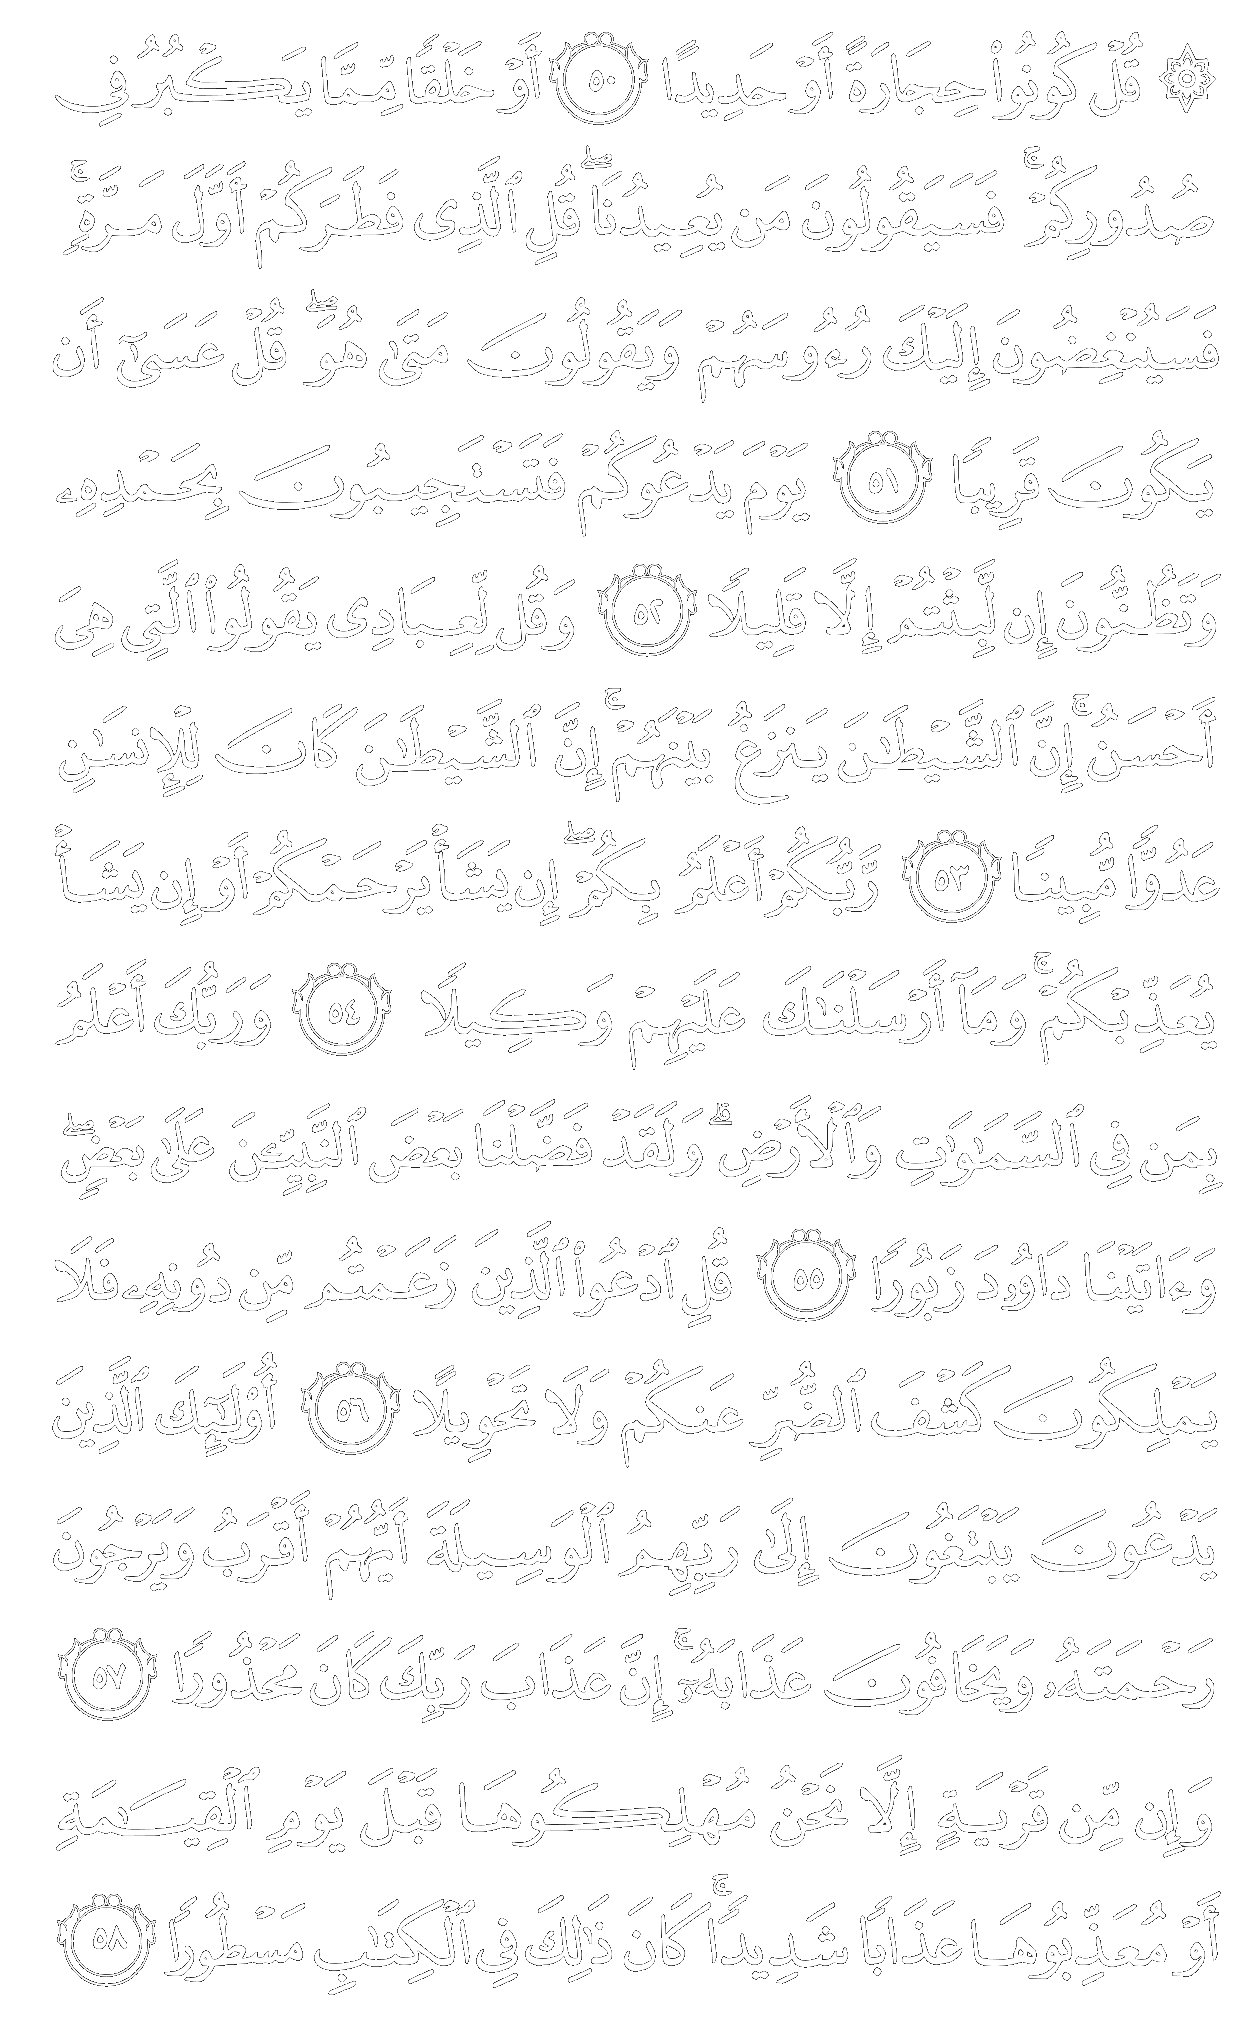 ۞ قُلْ كُونُوا۟ حِجَارَةً أَوْ حَدِيدًا ٥٠ أَوْ خَلْقًا مِّمَّا يَكْبُرُ فِى
صُدُورِكُمْ ۚ فَسَيَقُولُونَ مَن يُعِيدُنَا ۖ قُلِ ٱلَّذِى فَطَرَكُمْ أَوَّلَ مَرَّةٍ ۚ
فَسَيُنْغِضُونَ إِلَيْكَ رُءُوسَهُمْ وَيَقُولُونَ مَتَىٰ هُوَ ۖ قُلْ عَسَىٰٓ أَن
يَكُونَ قَرِيبًا ٥١ يَوْمَ يَدْعُوكُمْ فَتَسْتَجِيبُونَ بِحَمْدِهِۦ
وَتَظُنُّونَ إِن لَّبِثْتُمْ إِلَّا قَلِيلًا ٥٢ وَقُل لِّعِبَادِى يَقُولُوا۟ ٱلَّتِى هِىَ
أَحْسَنُ ۚ إِنَّ ٱلشَّيْطَٰنَ يَنزَغُ بَيْنَهُمْ ۚ إِنَّ ٱلشَّيْطَٰنَ كَانَ لِلْإِنسَٰنِ
عَدُوًّا مُّبِينًا ٥٣ رَّبُّكُمْ أَعْلَمُ بِكُمْ ۖ إِن يَشَأْ يَرْحَمْكُمْ أَوْ إِن يَشَأْ
يُعَذِّبْكُمْ ۚ وَمَآ أَرْسَلْنَٰكَ عَلَيْهِمْ وَكِيلًا ٥٤ وَرَبُّكَ أَعْلَمُ
بِمَن فِى ٱلسَّمَٰوَٰتِ وَٱلْأَرْضِ ۗ وَلَقَدْ فَضَّلْنَا بَعْضَ ٱلنَّبِيِّۦنَ عَلَىٰ بَعْضٍ ۖ
وَءَاتَيْنَا دَاوُۥدَ زَبُورًا ٥٥ قُلِ ٱدْعُوا۟ ٱلَّذِينَ زَعَمْتُم مِّن دُونِهِۦ فَلَا
يَمْلِكُونَ كَشْفَ ٱلضُّرِّ عَنكُمْ وَلَا تَحْوِيلًا ٥٦ أُو۟لَٰٓئِكَ ٱلَّذِينَ
يَدْعُونَ يَبْتَغُونَ إِلَىٰ رَبِّهِمُ ٱلْوَسِيلَةَ أَيُّهُمْ أَقْرَبُ وَيَرْجُونَ
رَحْمَتَهُۥ وَيَخَافُونَ عَذَابَهُۥٓ ۚ إِنَّ عَذَابَ رَبِّكَ كَانَ مَحْذُورًا ٥٧
وَإِن مِّن قَرْيَةٍ إِلَّا نَحْنُ مُهْلِكُوهَا قَبْلَ يَوْمِ ٱلْقِيَٰمَةِ
أَوْ مُعَذِّبُوهَا عَذَابًا شَدِيدًا ۚ كَانَ ذَٰلِكَ فِى ٱلْكِتَٰبِ مَسْطُورًا ٥٨